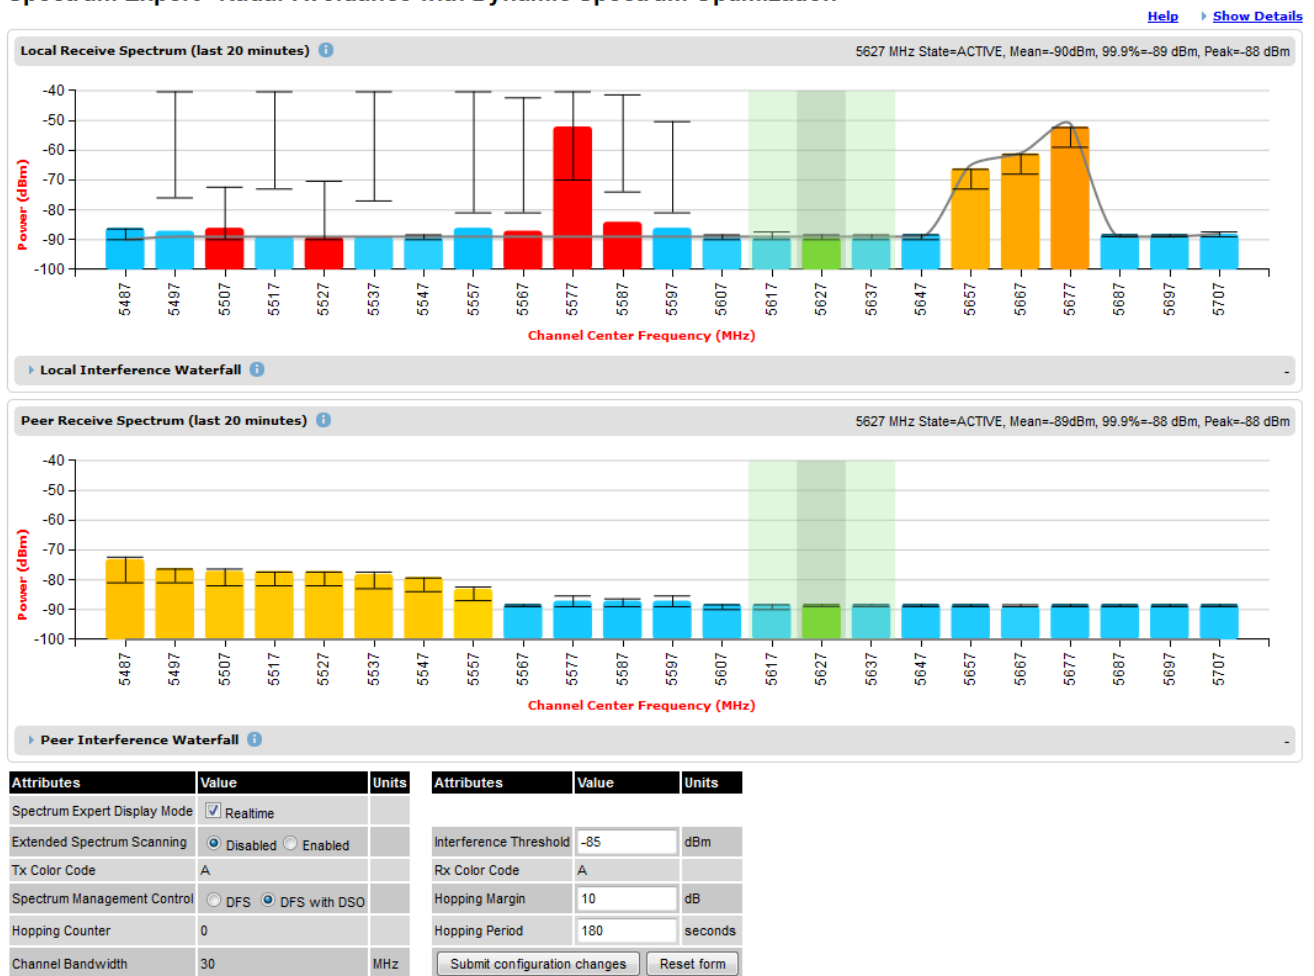 Spectrum Expert - Radar Avoidance with Dynamic Spectrum Optimization
Help Show Details
Local Receive Spectrum (last 20 minutes)
5627 MHz State=ACTIVE, Mean=-90dBm, 99.9%=-89 dBm, Peak=-88 dBm
Power (dBm)
-40
-50
-60
-70
-80
-90
-100
5487 5497 5507 5517 5527 5537 5547 5557 5567 5577 5587 5597 5607 5617 5627 5637 5647 5657 5667 5677 5687 5697 5707
Channel Center Frequency (MHz)
Local Interference Waterfall -
Peer Receive Spectrum (last 20 minutes)
5627 MHz State=ACTIVE, Mean=-89dBm, 99.9%=-88 dBm, Peak=-88 dBm
Power (dBm)
-40
-50
-60
-70
-80
-90
-100
5487 5497 5507 5517 5527 5537 5547 5557 5567 5577 5587 5597 5607 5617 5627 5637 5647 5657 5667 5677 5687 5697 5707
Channel Center Frequency (MHz)
Peer Interference Waterfall -
Attributes Value Units Attributes Value Units
Spectrum Expert Display Mode Realtime
Extended Spectrum Scanning Disabled Enabled Interference Threshold -85 dBm
Tx Color Code A Rx Color Code A
Spectrum Management Control DFS DFS with DSO Hopping Margin 10 dB
Hopping Counter 0 Hopping Period 180 seconds
Channel Bandwidth 30 MHz Submit configuration changes Reset form